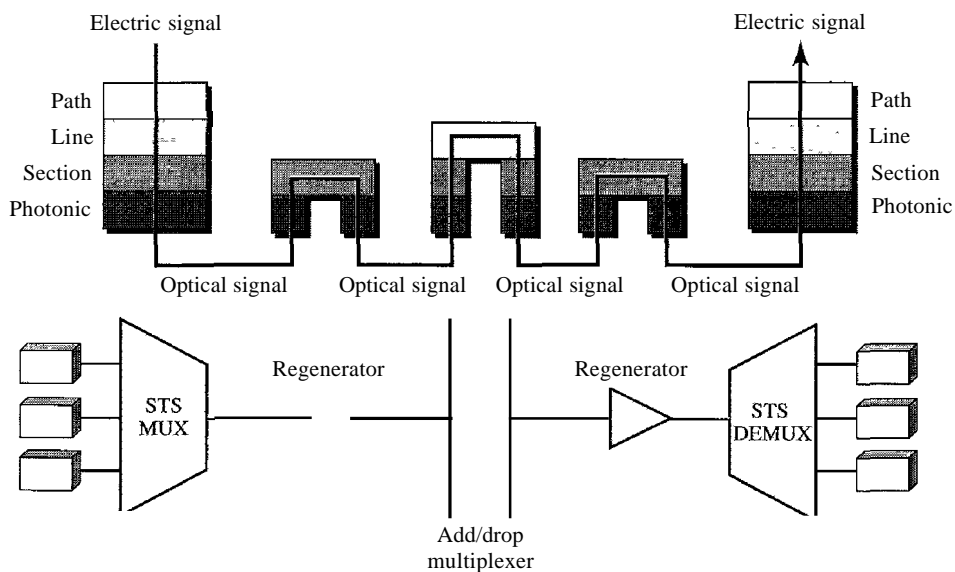 Electric signal
Electric signal
Path
Line
Section
Photonic
Path
Line
Section
Photonic
Optical signal
Optical signal
Optical signal
Optical signal
Regenerator
Regenerator
STS
MUX
STS
DEMUX
Add/drop
multiplexer